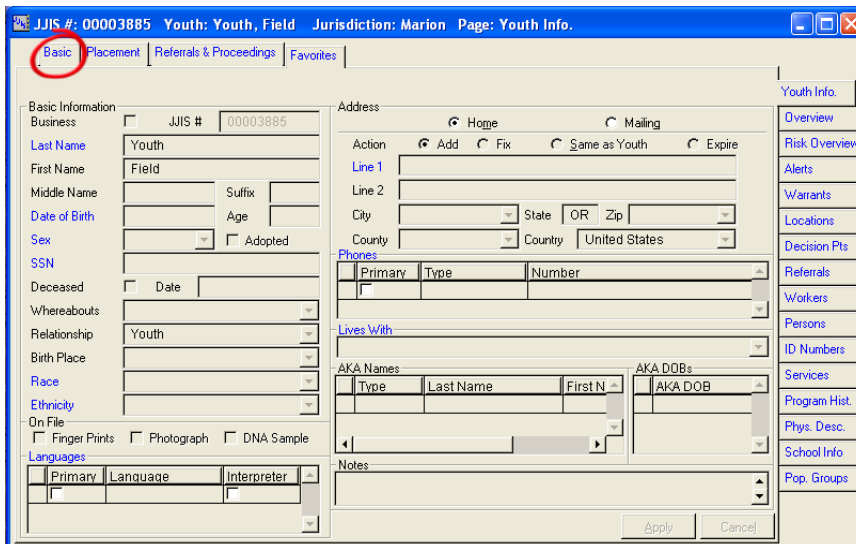 JJIS #: 00003885 Youth: Youth, Field Jurisdiction: Marion Page: Youth Info.
Basic Placement Referrals & Proceedings Favorites
Basic Information
Business JJIS # 00003885
Last Name Youth
First Name Field
Middle Name Suffix
Date of Birth Age
Sex Adopted
SSN
Deceased Date
Whereabouts
Relationship Youth
Birth Place
Race
Ethnicity
On File
Finger Prints Photograph DNA Sample
Languages
Primary Language Interpreter
Address
Home Mailing
Action Add Fix Same as Youth Expire
Line 1
Line 2
City State OR Zip
County Country United States
Phones
Primary Type Number
Lives With
AKA Names
Type Last Name First N
AKA DOBs
AKA DOB
Notes
Apply Cancel
Youth Info.
Overview
Risk Overview
Alerts
Warrants
Locations
Decision Pts
Referrals
Workers
Persons
ID Numbers
Services
Program Hist.
Phys. Desc.
School Info
Pop. Groups